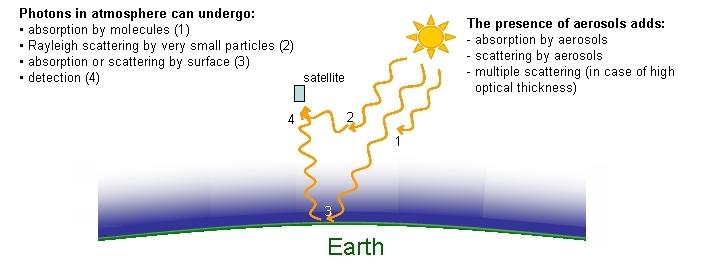 Photons in atmosphere can undergo:
• absorption by molecules (1)
• Rayleigh scattering by very small particles (2)
• absorption or scattering by surface (3)
• detection (4)
The presence of aerosols adds:
- absorption by aerosols
- scattering by aerosols
- multiple scattering (in case of high
optical thickness)
satellite
4
2
1
3
Earth